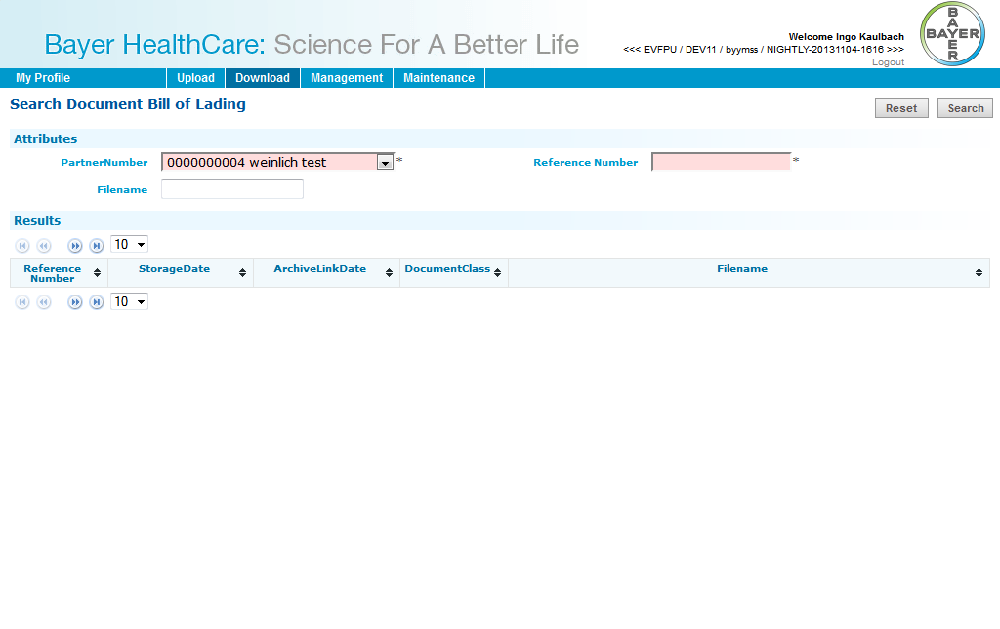 Bayer HealthCare: Science For A Better Life
Welcome Ingo Kaulbach
<<< EVFPU / DEV11 / byymss / NIGHTLY-20131104-1616 >>>
Logout
BAYER
BAYER
My Profile Upload Download Management Maintenance
Search Document Bill of Lading
Reset Search
Attributes
PartnerNumber 0000000004 weinlich test * Reference Number *
Filename
Results
10
Reference Number StorageDate ArchiveLinkDate DocumentClass Filename
10